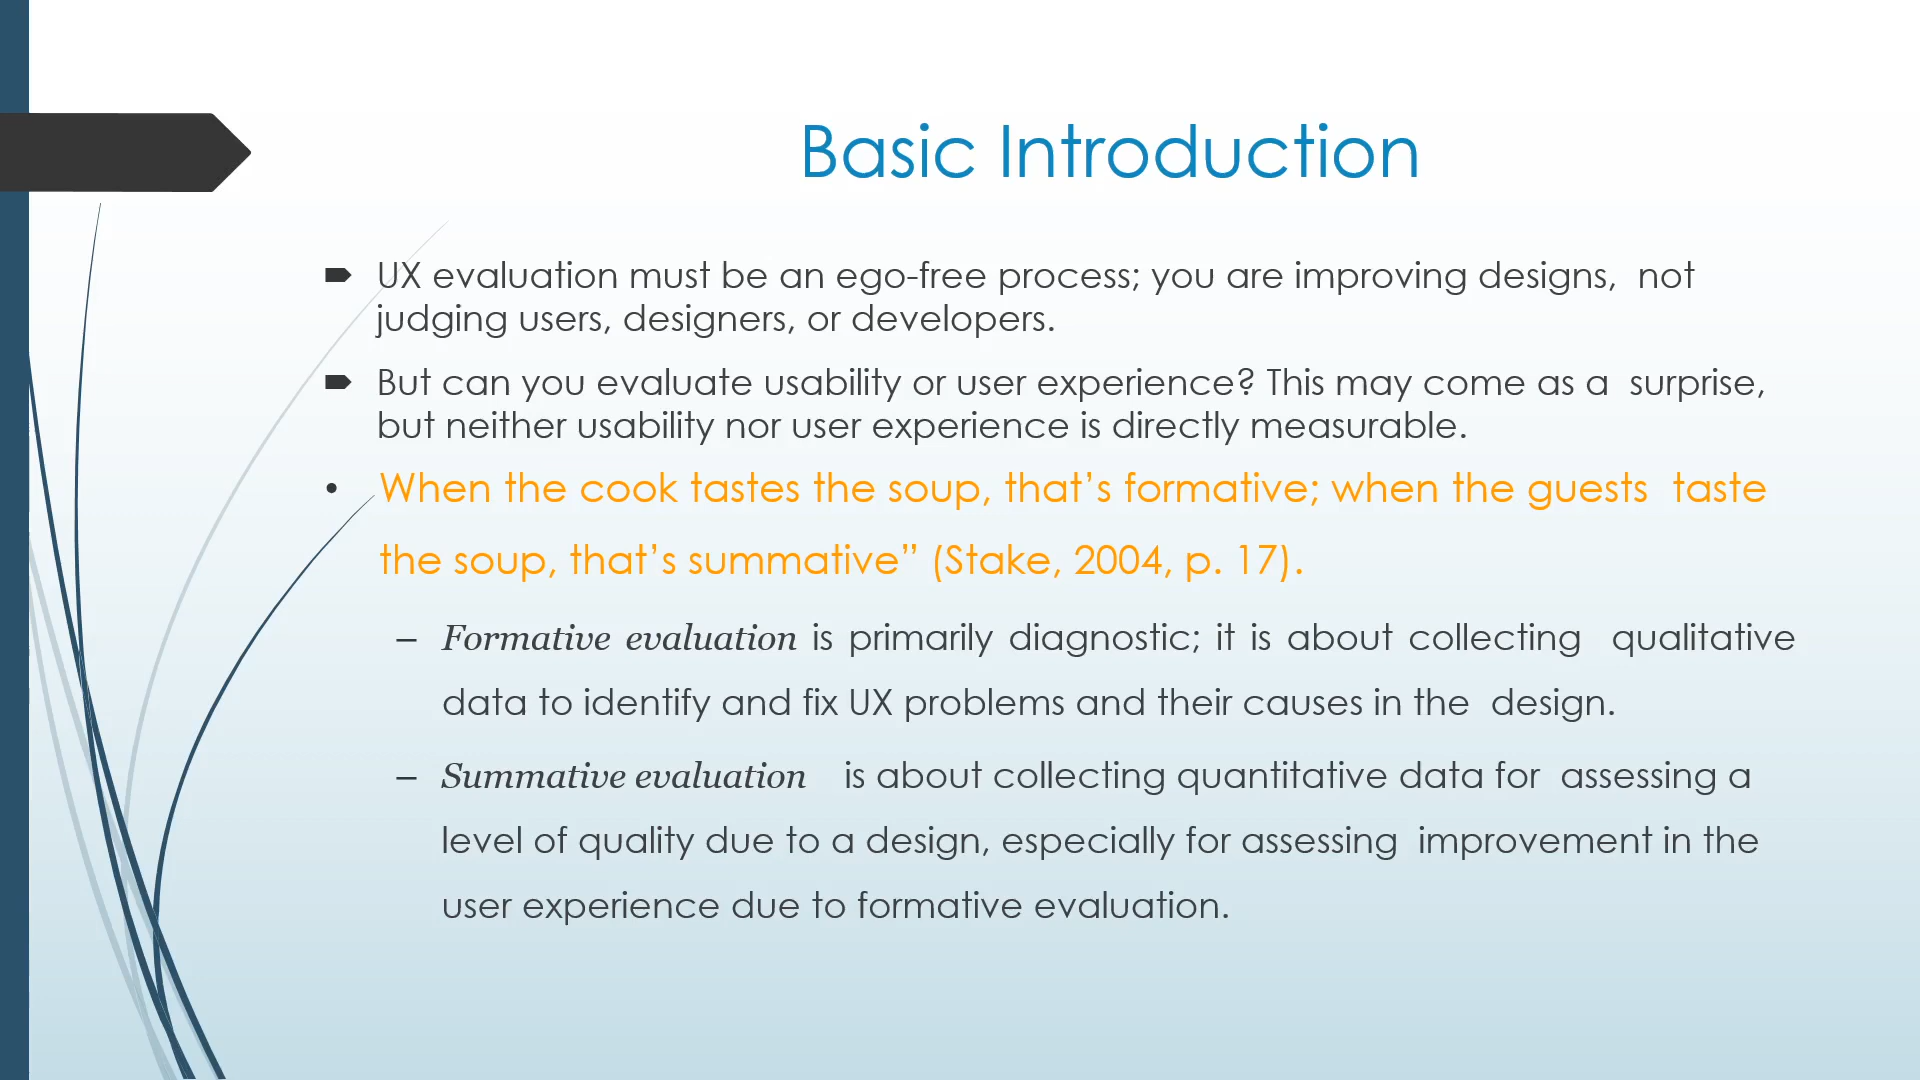 Basic Introduction
UX evaluation must be an ego-free process; you are improving designs, not
judging users, designers, or developers.
But can you evaluate usability or user experience? This may come as a surprise,
but neither usability nor user experience is directly measurable.
• When the cook tastes the soup, that’s formative; when the guests taste
the soup, that’s summative” (Stake, 2004, p. 17).
– Formative evaluation is primarily diagnostic; it is about collecting qualitative
data to identify and fix UX problems and their causes in the design.
– Summative evaluation is about collecting quantitative data for assessing a
level of quality due to a design, especially for assessing improvement in the
user experience due to formative evaluation.